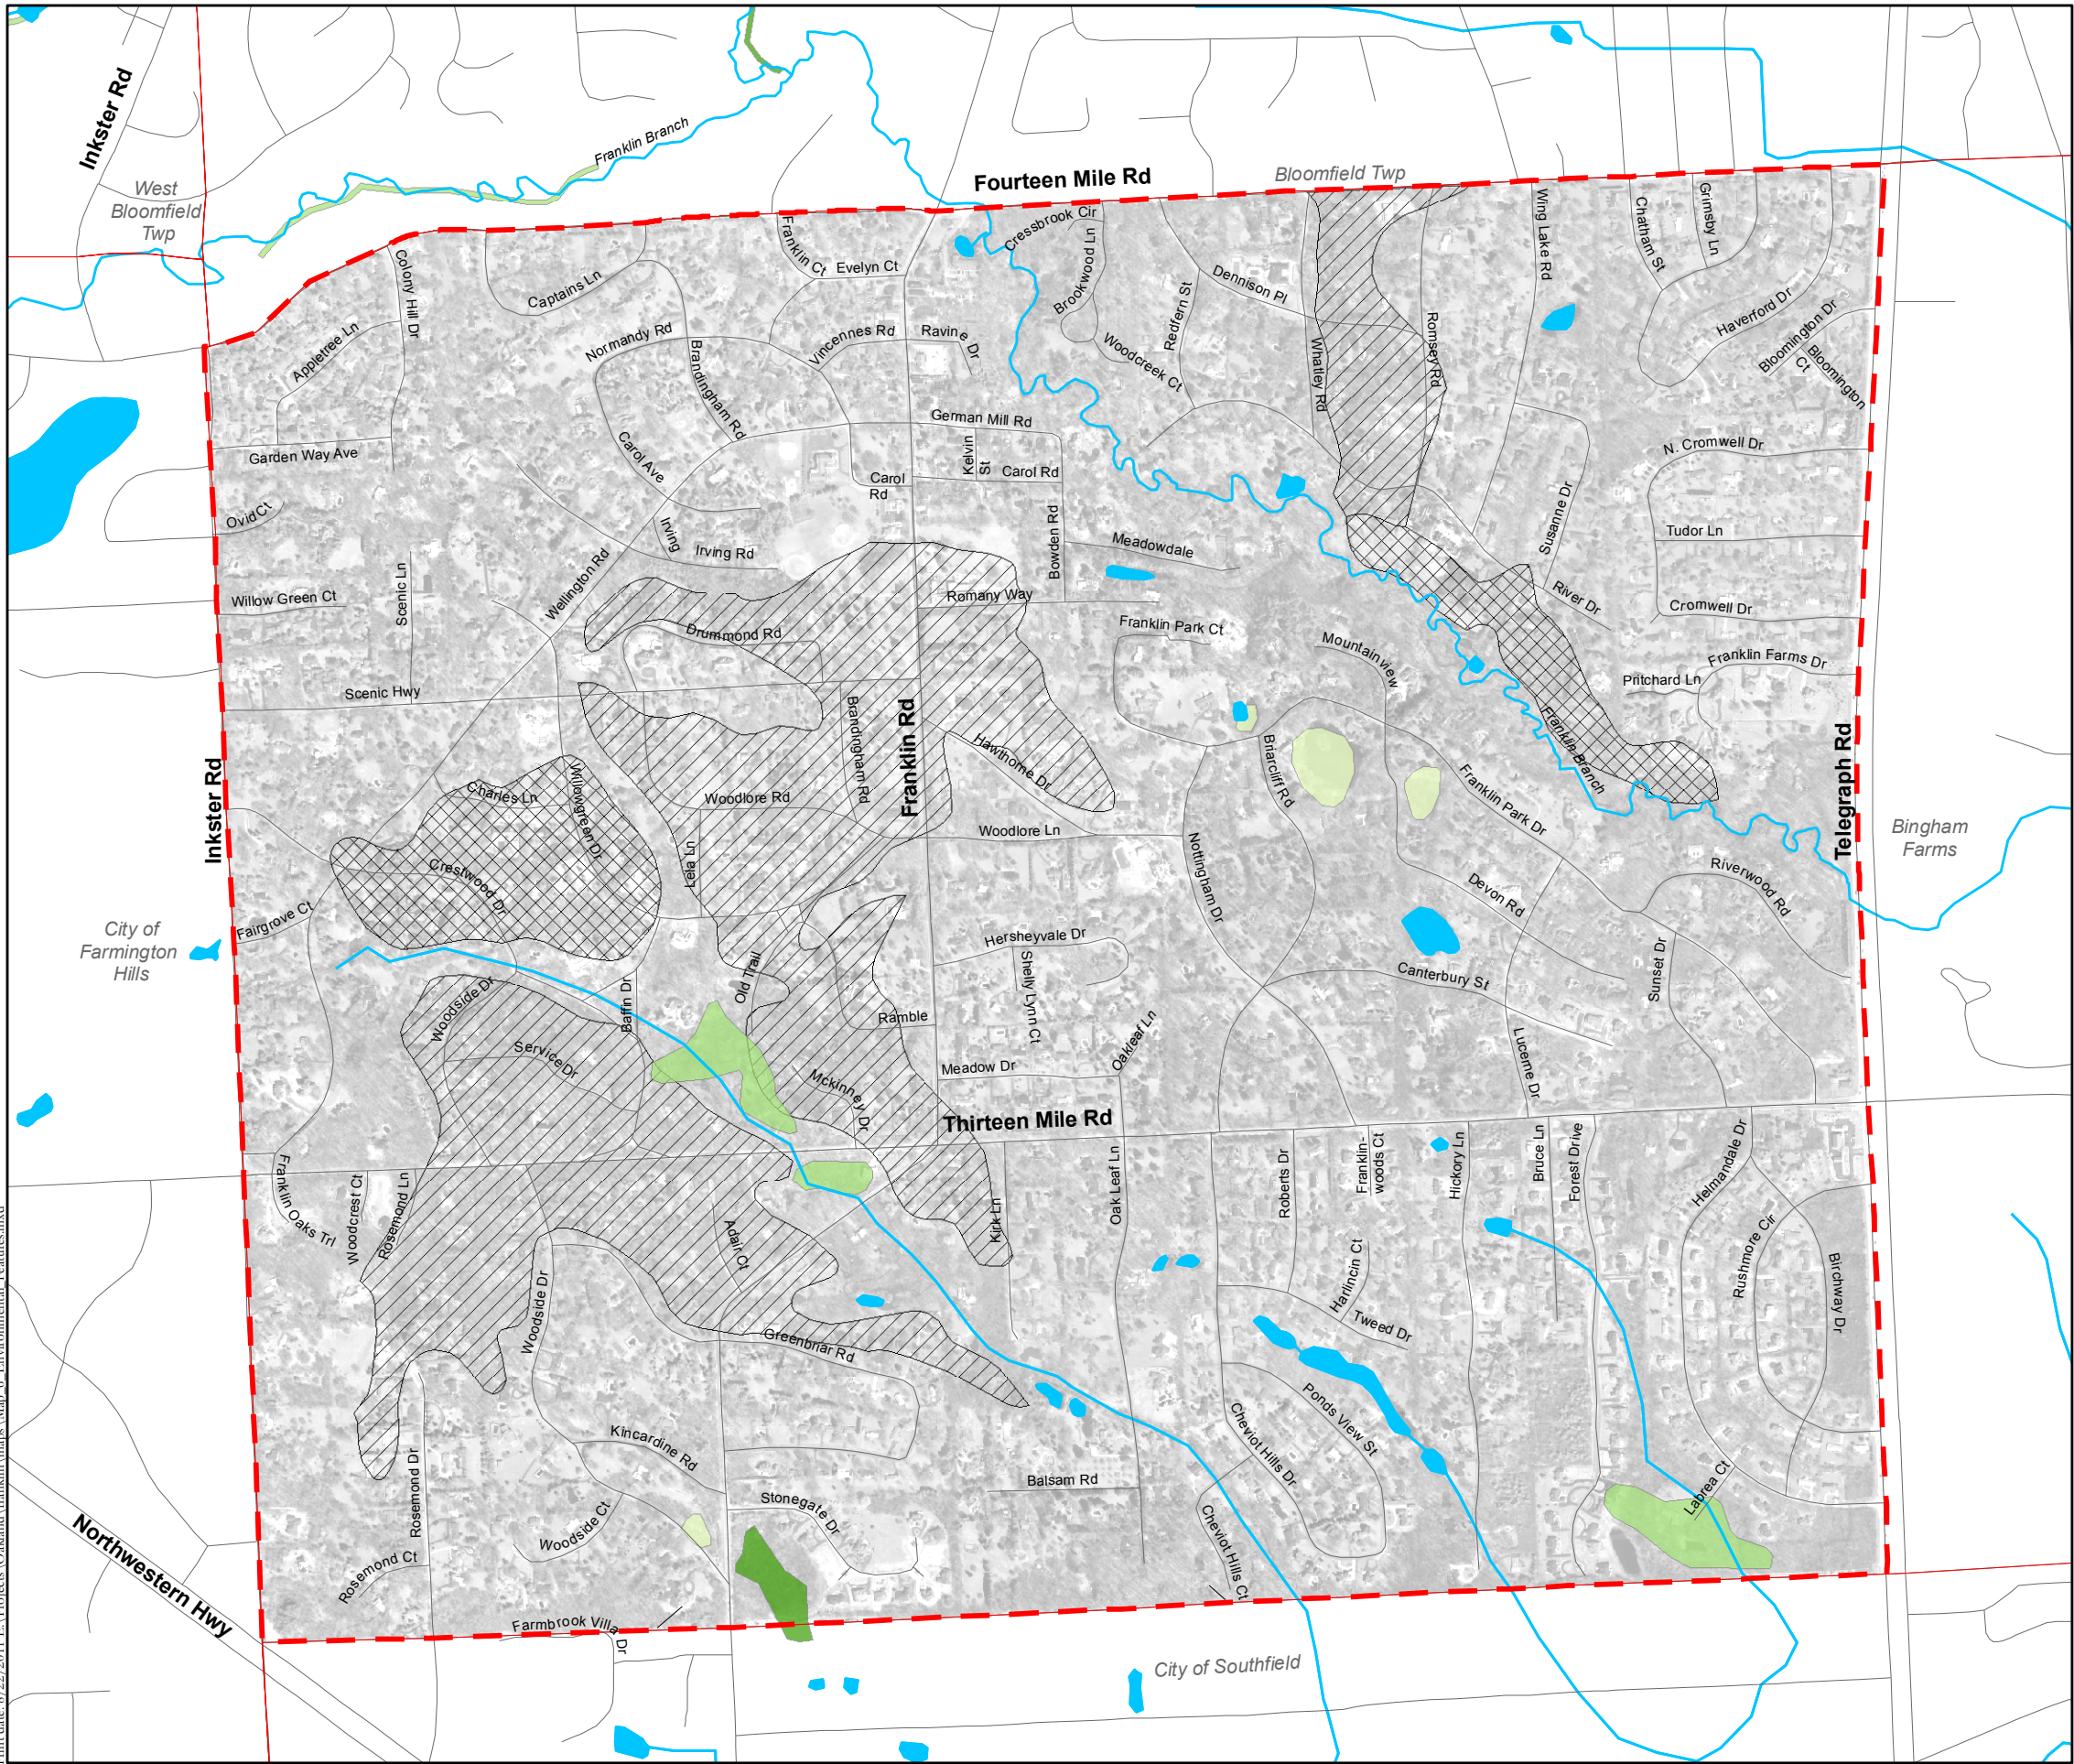 Inkster Rd
Franklin Branch
West
Bloomfield
Twp
Fourteen Mile Rd
Bloomfield Twp
Cressbrook Cir
Wing Lake Rd
Chatham St
Grimsby Ln
Franklin Ct
Evelyn Ct
Colony Hill Dr
Captains Ln
Brookwood Ln
Dennison Pl
Redfern St
Haverford Dr
Bloomington Dr
Bloomington
Ct
Appletree Ln
Normandy Rd
Brandingham Rd
Vincennes Rd
Ravine Dr
Woodcreek Ct
Whatley Rd
Romsey Rd
German Mill Rd
Garden Way Ave
Carol Ave
Kelvin
St
Carol
Rd
Carol Rd
N. Cromwell Dr
Ovid Ct
Irving
Irving Rd
Bowden Rd
Meadowdale
Susanne Dr
Tudor Ln
Willow Green Ct
Scenic Ln
Wellington Rd
Romany Way
River Dr
Cromwell Dr
Drummond Rd
Franklin Park Ct
Mountainview
Franklin Farms Dr
Pritchard Ln
Scenic Hwy
Brandingham Rd
Franklin Rd
Hawthorne Dr
Franklin Branch
Telegraph Rd
Inkster Rd
Charles Ln
Willowgreen Dr
Woodlore Rd
Woodlore Ln
Briarcliff Rd
Franklin Park Dr
Bingham
Farms
Crestwood Dr
Lela Ln
Nottingham Dr
Devon Rd
Riverwood Rd
City of
Farmington
Hills
Fairgrove Ct
Hersheyvale Dr
Shelly Lynn Ct
Canterbury St
Sunset Dr
Woodside Dr
Baffin Dr
Old Trail
Ramble
Service Dr
Mckinney Dr
Meadow Dr
Oakleaf Ln
Lucerne Dr
Thirteen Mile Rd
Franklin Oaks Trl
Woodcrest Ct
Rosemond Ln
Adair Ct
Kirk Ln
Oak Leaf Ln
Roberts Dr
Franklin-
woods Ct
Hickory Ln
Bruce Ln
Forest Drive
Helmandale Dr
Rushmore Cir
Birchway Dr
Woodside Dr
Greenbriar Rd
Harlincin Ct
Tweed Dr
Ponds View St
Cheviot Hills Dr
Kincardine Rd
Rosemond Dr
Balsam Rd
Stonegate Dr
Woodside Ct
Labrea Ct
Cheviot Hills Ct
Rosemond Ct
Northwestern Hwy
Farmbrook Villa Dr
City of Southfield